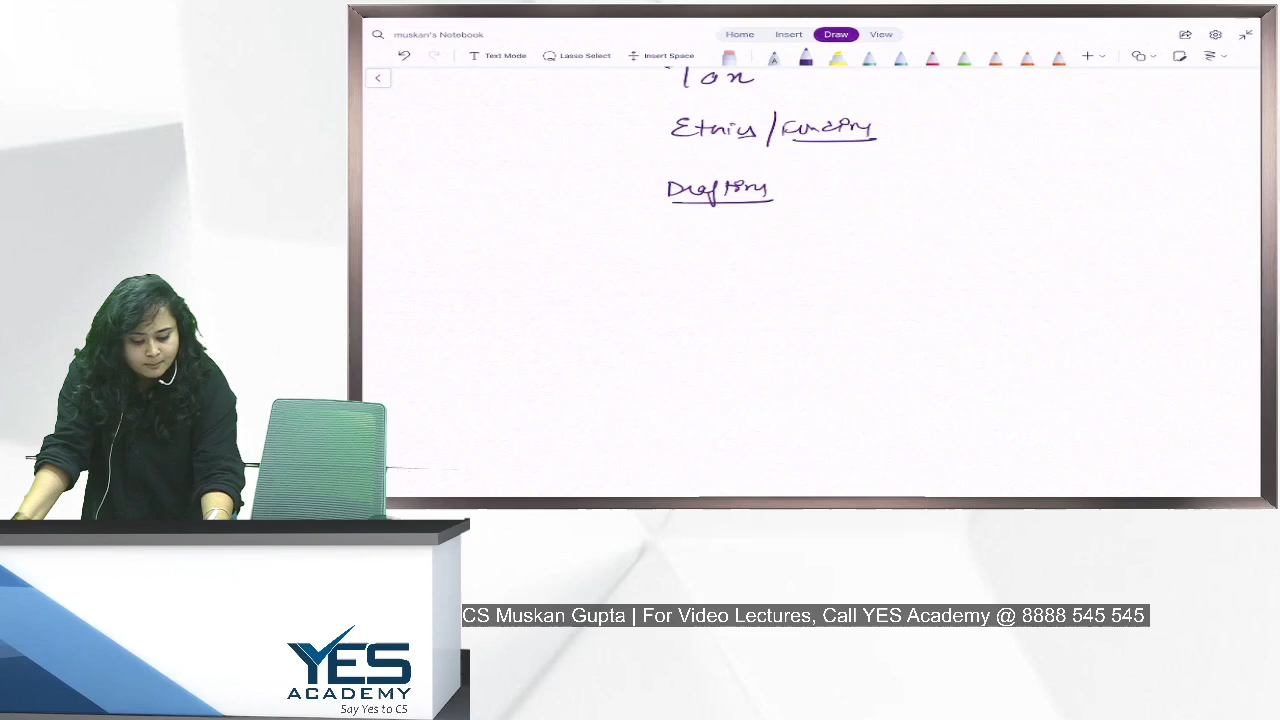 muskan's Notebook
Home Insert Draw View
Text Mode Lasso Select Insert Space
Tax
Ethics /
Drafting
CS Muskan Gupta | For Video Lectures, Call YES Academy @ 8888 545 545
YES
ACADEMY
Say Yes to CS